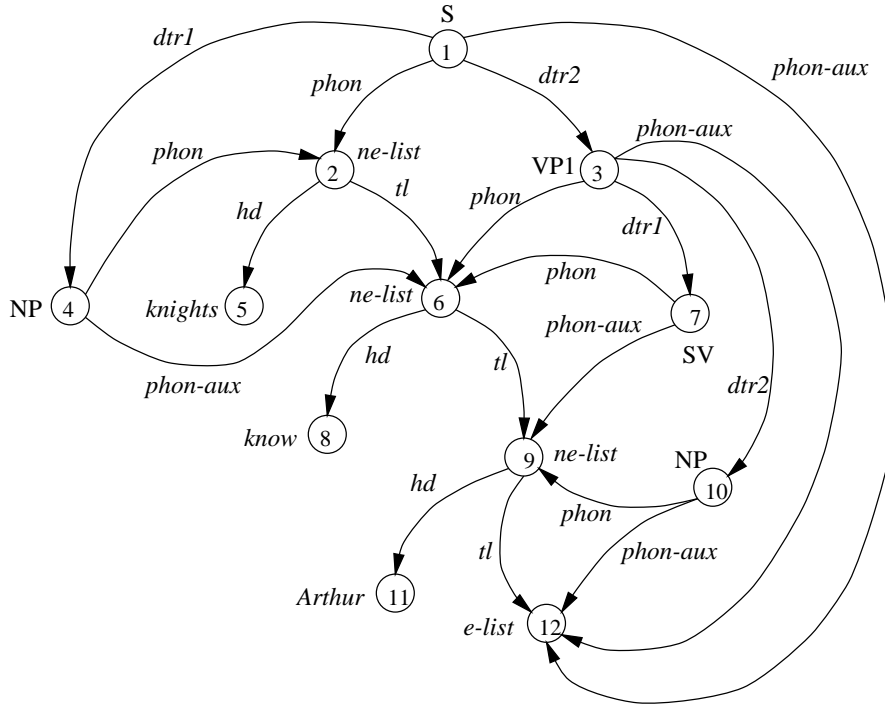 S
dtr1
1
phon
dtr2
phon-aux
phon
ne-list
phon-aux
2
VP1
3
tl
hd
phon
dtr1
NP
4
knights
5
ne-list
6
phon
7
phon-aux
SV
phon-aux
hd
tl
dtr2
know
8
9
ne-list
NP
10
hd
phon
tl
phon-aux
Arthur
11
e-list
12